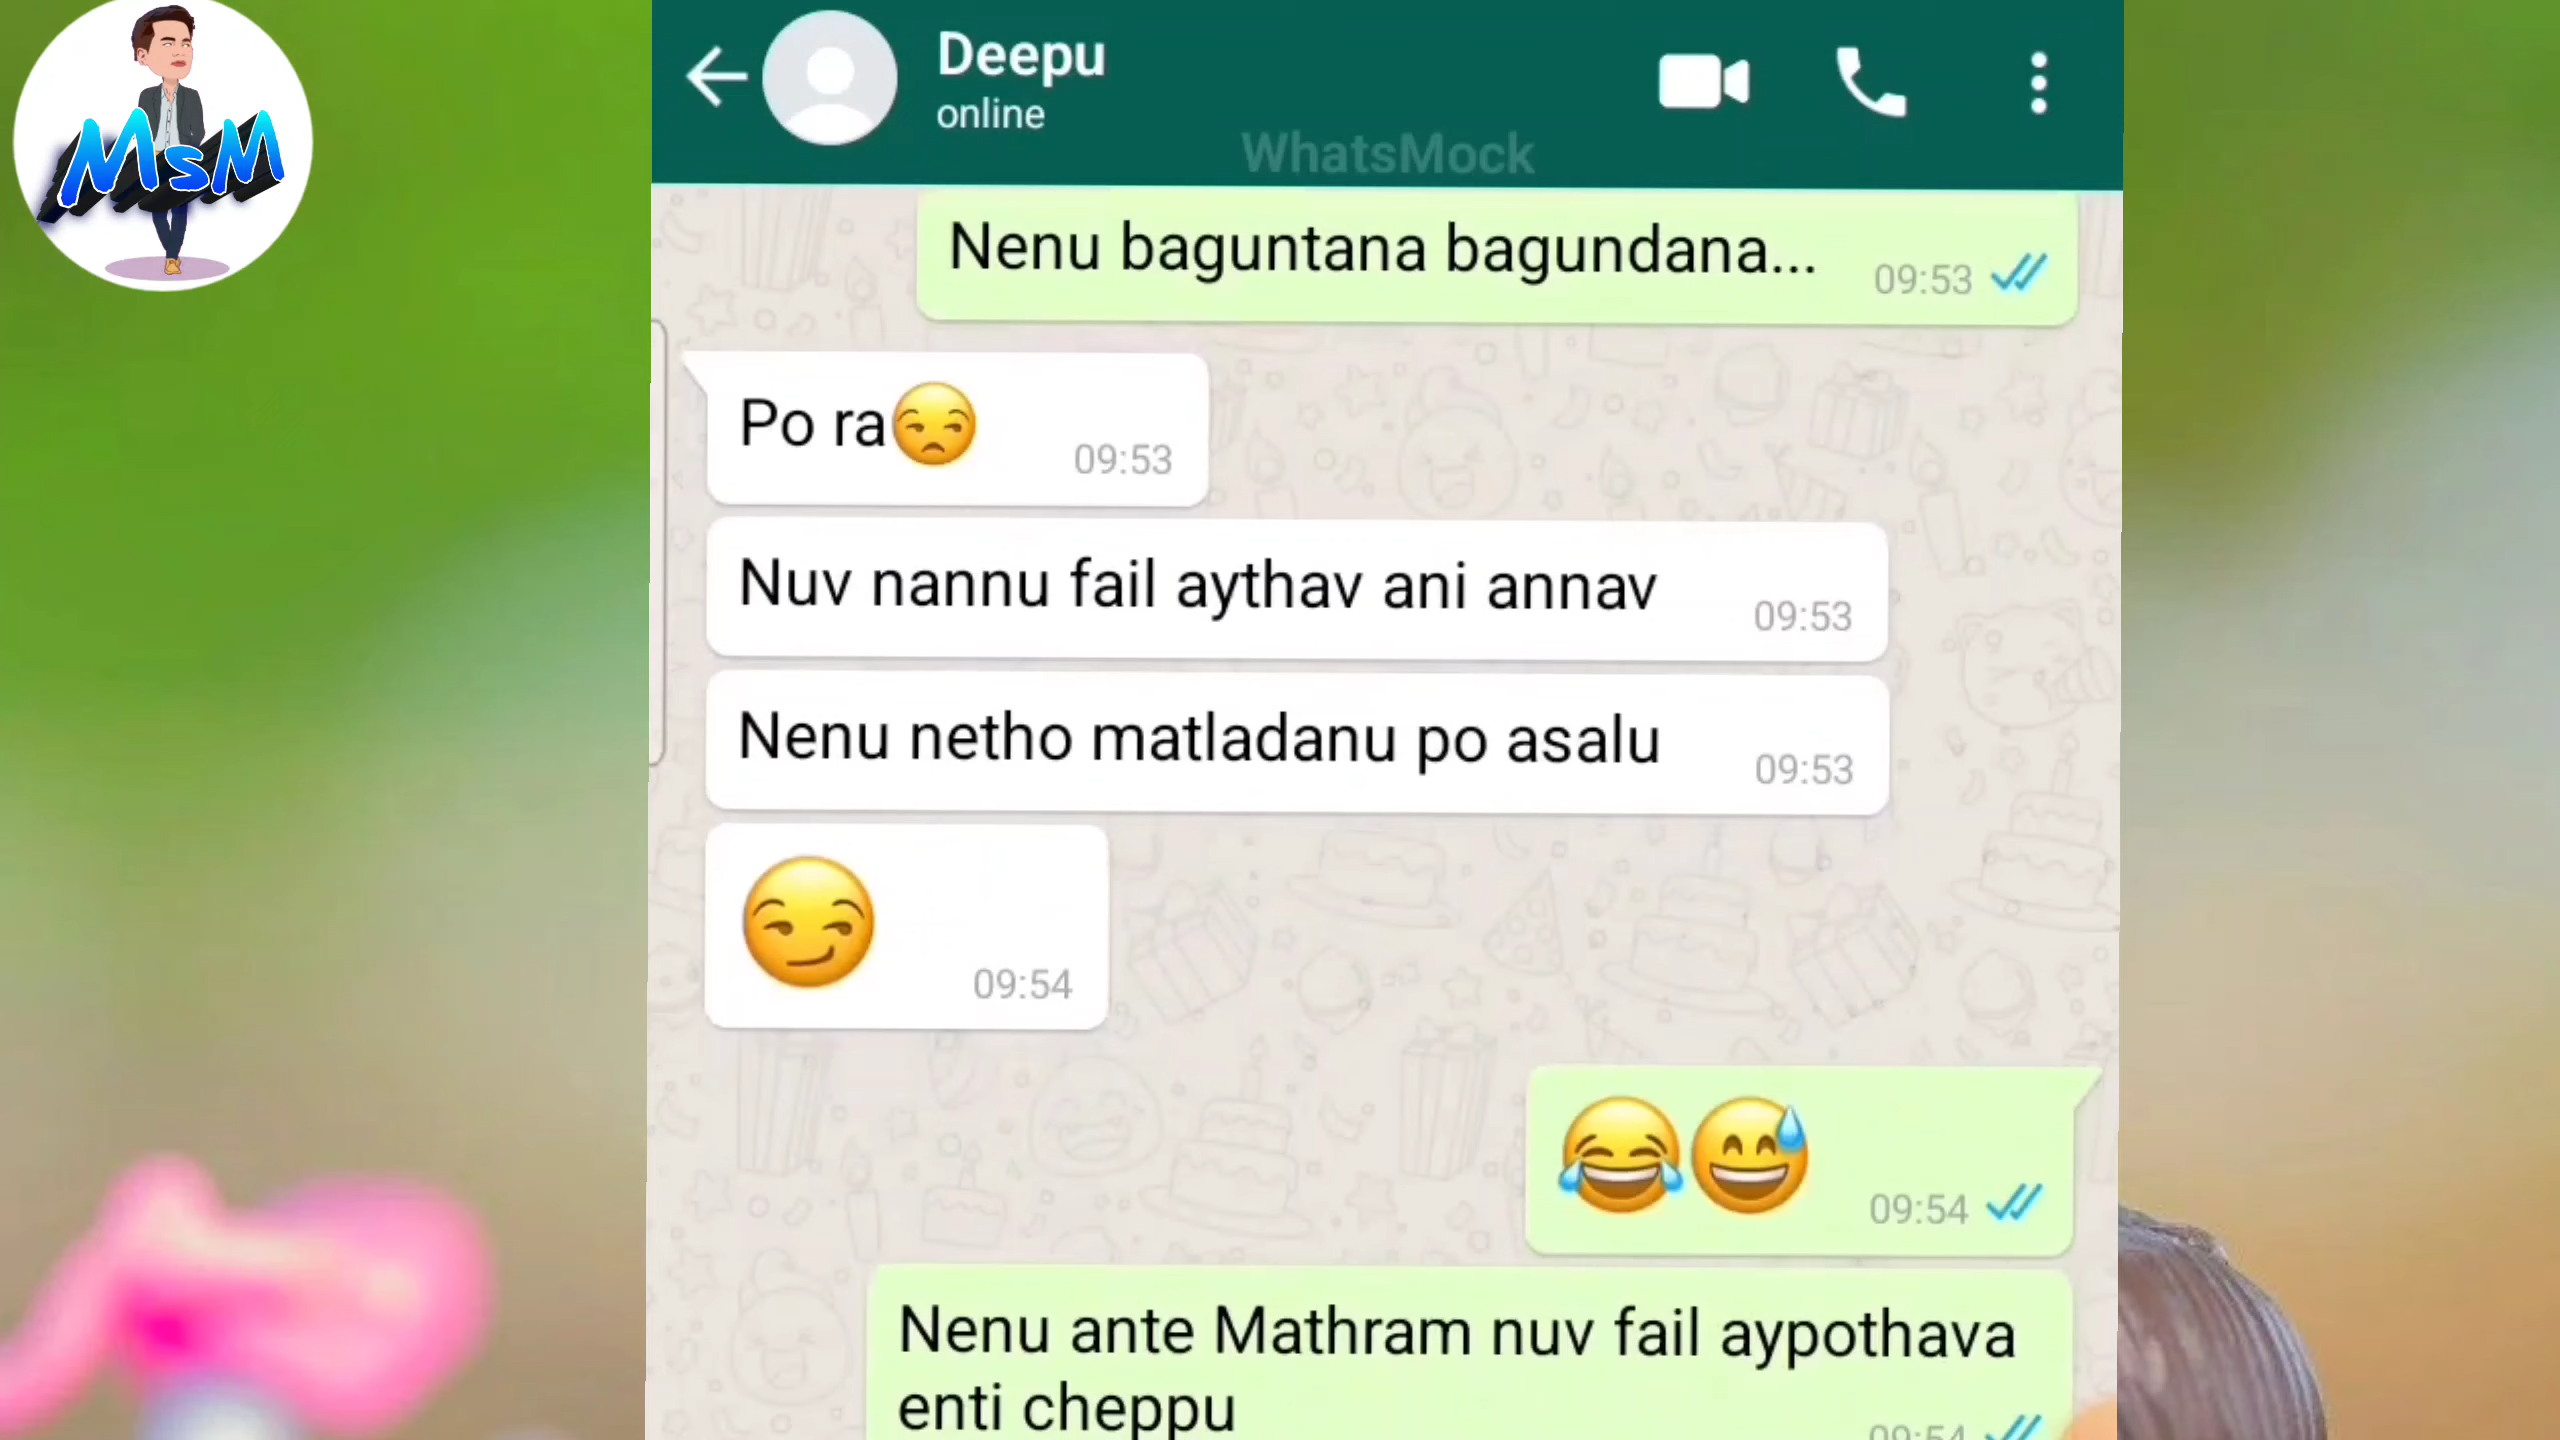 MsM
Deepu
online
WhatsMock
Nenu baguntana bagundana... 09:53
Po ra😒 09:53
Nuv nannu fail aythav ani annav 09:53
Nenu netho matladanu po asalu 09:53
😏 09:54
😂😅 09:54
Nenu ante Mathram nuv fail aypothava
enti cheppu 09:54